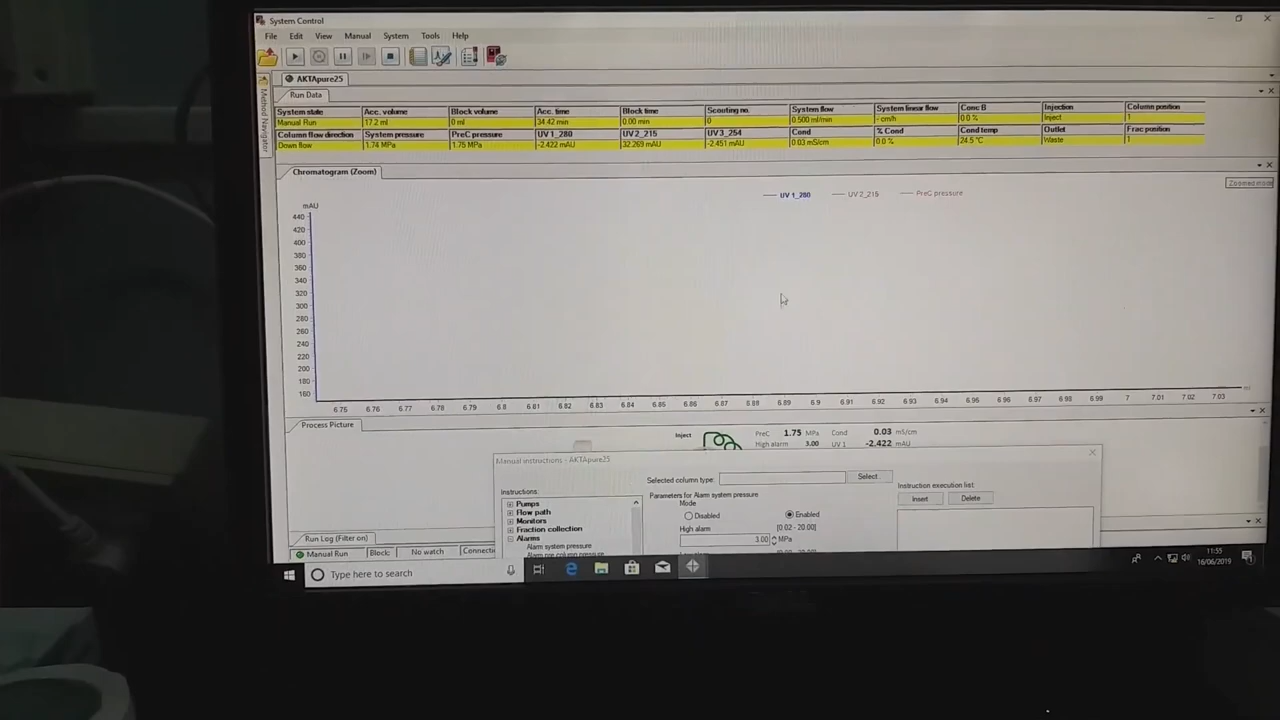 System Control
File Edit View Manual System Tools Help
AKTApure25
Method Navigator
Run Data
System state Acc. volume Block volume Acc. time Block time Scouting no. System flow System linear flow Conc B Injection Column position
Manual Run 17.2 ml 0 ml 34.42 min 0.00 min 0 0.500 ml/min - cm/h 0.0 % Inject 1
Column flow direction System pressure PreC pressure UV 1_280 UV 2_215 UV 3_254 Cond % Cond Cond temp Outlet Frac position
Down flow 1.74 MPa 1.75 MPa -2.422 mAU 32.269 mAU -2.451 mAU 0.03 mS/cm 0.0 % 24.5 °C Waste 1
Chromatogram (Zoom)
Zoomed mode
UV 1_280 UV 2_215 PreC pressure
mAU
440
420
400
380
360
340
320
300
280
260
240
220
200
180
160
ml
6.75 6.76 6.77 6.78 6.79 6.8 6.81 6.82 6.83 6.84 6.85 6.86 6.87 6.88 6.89 6.9 6.91 6.92 6.93 6.94 6.95 6.96 6.97 6.98 6.99 7 7.01 7.02 7.03
Process Picture
Inject PreC 1.75 MPa Cond 0.03 mS/cm
High alarm 3.00 UV 1 -2.422 mAU
Manual instructions - AKTApure25
Selected column type: Select
Instructions: Parameters for Alarm system pressure Instruction execution list:
Pumps Mode Insert Delete
Flow path Disabled Enabled
Monitors High alarm [0.02 - 20.00]
Fraction collection 3.00 MPa
Alarms
Alarm system pressure
Alarm pre column pressure
Run Log (Filter on)
Manual Run Block: No watch
Type here to search
11:55
16/06/2019